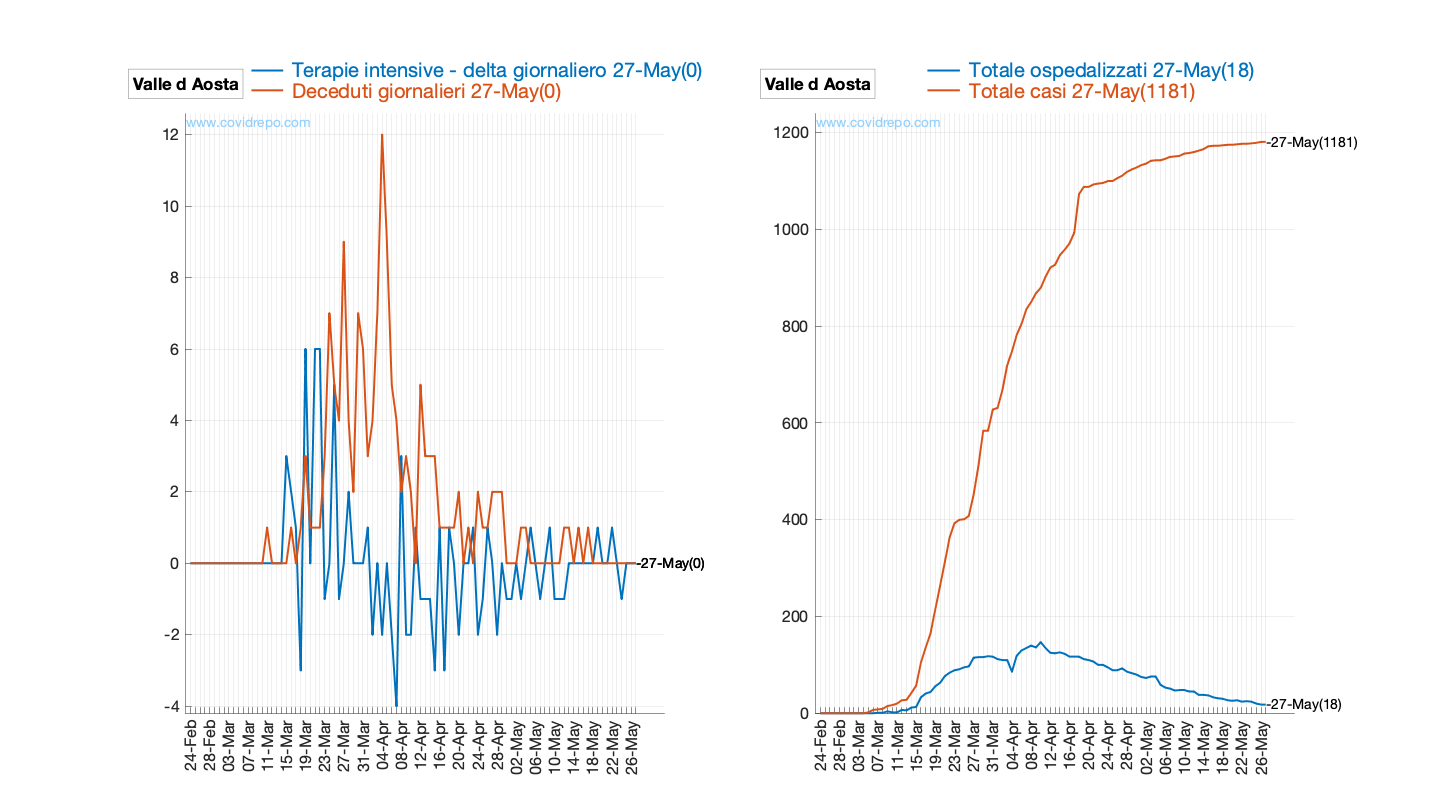 Valle d Aosta
Terapie intensive - delta giornaliero 27-May(0)
Deceduti giornalieri 27-May(0)
www.covidrepo.com
12
10
8
6
4
2
0
-2
-4
-27-May(0)
24-Feb
28-Feb
03-Mar
07-Mar
11-Mar
15-Mar
19-Mar
23-Mar
27-Mar
31-Mar
04-Apr
08-Apr
12-Apr
16-Apr
20-Apr
24-Apr
28-Apr
02-May
06-May
10-May
14-May
18-May
22-May
26-May
Valle d Aosta
Totale ospedalizzati 27-May(18)
Totale casi 27-May(1181)
www.covidrepo.com
1200
1000
800
600
400
200
0
-27-May(1181)
-27-May(18)
24-Feb
28-Feb
03-Mar
07-Mar
11-Mar
15-Mar
19-Mar
23-Mar
27-Mar
31-Mar
04-Apr
08-Apr
12-Apr
16-Apr
20-Apr
24-Apr
28-Apr
02-May
06-May
10-May
14-May
18-May
22-May
26-May